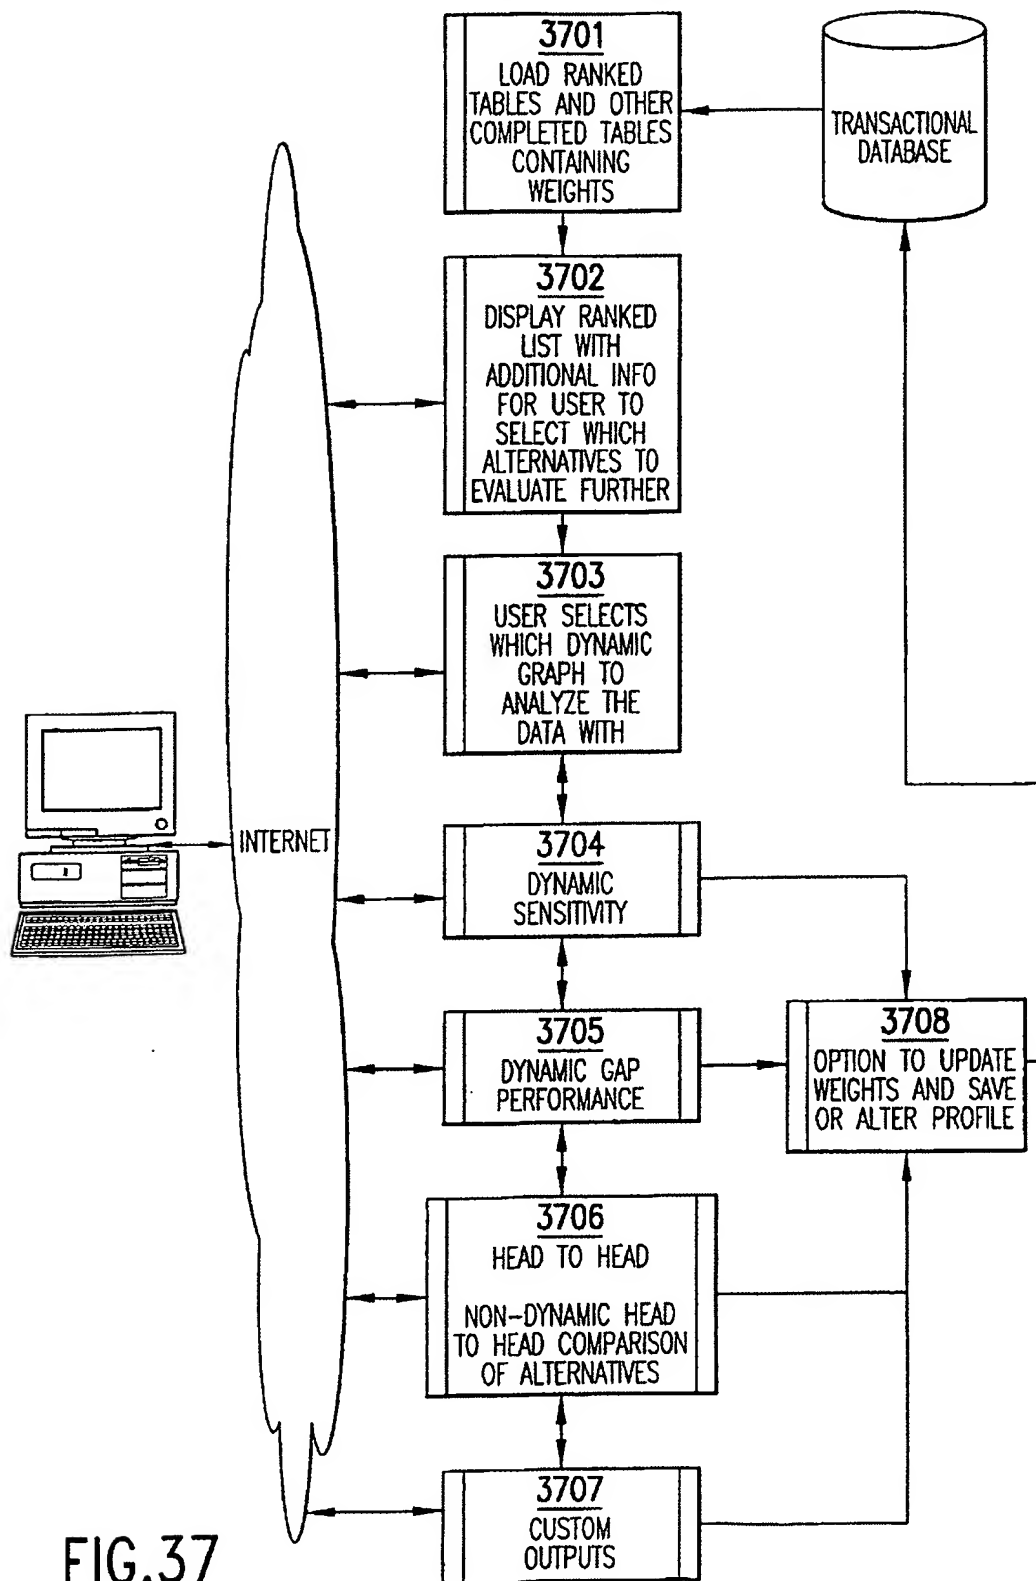 3701
LOAD RANKED
TABLES AND OTHER
COMPLETED TABLES
CONTAINING
WEIGHTS
TRANSACTIONAL
DATABASE
3702
DISPLAY RANKED
LIST WITH
ADDITIONAL INFO
FOR USER TO
SELECT WHICH
ALTERNATIVES TO
EVALUATE FURTHER
3703
USER SELECTS
WHICH DYNAMIC
GRAPH TO
ANALYZE THE
DATA WITH
INTERNET
3704
DYNAMIC
SENSITIVITY
3705
DYNAMIC GAP
PERFORMANCE
3708
OPTION TO UPDATE
WEIGHTS AND SAVE
OR ALTER PROFILE
3706
HEAD TO HEAD
NON-DYNAMIC HEAD
TO HEAD COMPARISON
OF ALTERNATIVES
3707
CUSTOM
OUTPUTS
FIG.37